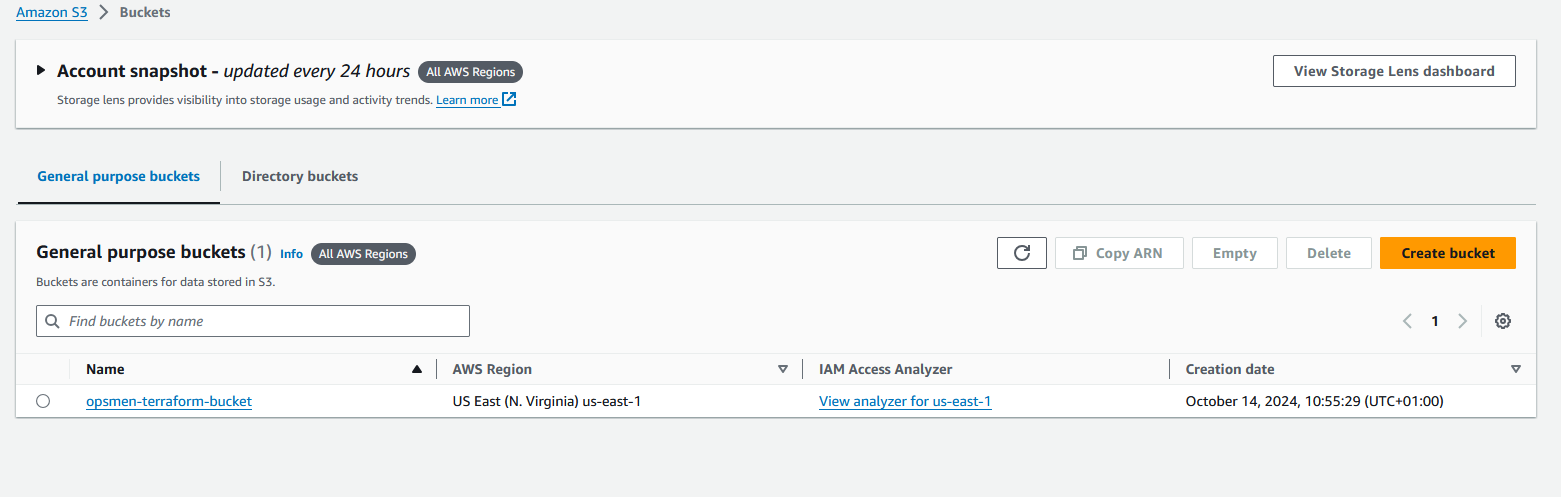 Amazon S3 > Buckets
Account snapshot - updated every 24 hours All AWS Regions
View Storage Lens dashboard
Storage lens provides visibility into storage usage and activity trends. Learn more
General purpose buckets Directory buckets
General purpose buckets (1) Info All AWS Regions
Copy ARN Empty Delete Create bucket
Buckets are containers for data stored in S3.
Find buckets by name
1
Name AWS Region IAM Access Analyzer Creation date
opsmen-terraform-bucket US East (N. Virginia) us-east-1 View analyzer for us-east-1 October 14, 2024, 10:55:29 (UTC+01:00)